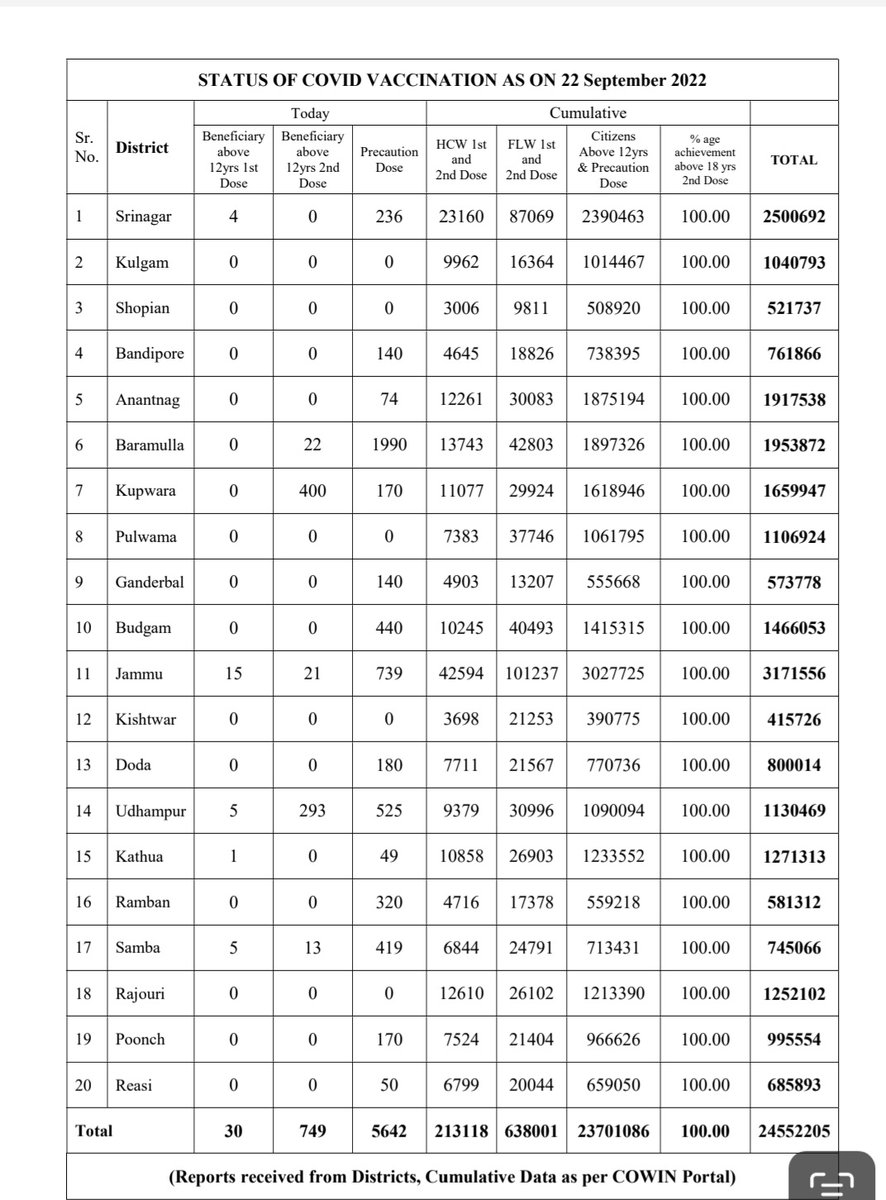 STATUS OF COVID VACCINATION AS ON 22 September 2022
Today Cumulative
Sr. No. District Beneficiary above 12yrs 1st Dose Beneficiary above 12yrs 2nd Dose Precaution Dose HCW 1st and 2nd Dose FLW 1st and 2nd Dose Citizens Above 12yrs & Precaution Dose % age achievement above 18 yrs 2nd Dose TOTAL
1 Srinagar 4 0 236 23160 87069 2390463 100.00 2500692
2 Kulgam 0 0 0 9962 16364 1014467 100.00 1040793
3 Shopian 0 0 0 3006 9811 508920 100.00 521737
4 Bandipore 0 0 140 4645 18826 738395 100.00 761866
5 Anantnag 0 0 74 12261 30083 1875194 100.00 1917538
6 Baramulla 0 22 1990 13743 42803 1897326 100.00 1953872
7 Kupwara 0 400 170 11077 29924 1618946 100.00 1659947
8 Pulwama 0 0 0 7383 37746 1061795 100.00 1106924
9 Ganderbal 0 0 140 4903 13207 555668 100.00 573778
10 Budgam 0 0 440 10245 40493 1415315 100.00 1466053
11 Jammu 15 21 739 42594 101237 3027725 100.00 3171556
12 Kishtwar 0 0 0 3698 21253 390775 100.00 415726
13 Doda 0 0 180 7711 21567 770736 100.00 800014
14 Udhampur 5 293 525 9379 30996 1090094 100.00 1130469
15 Kathua 1 0 49 10858 26903 1233552 100.00 1271313
16 Ramban 0 0 320 4716 17378 559218 100.00 581312
17 Samba 5 13 419 6844 24791 713431 100.00 745066
18 Rajouri 0 0 0 12610 26102 1213390 100.00 1252102
19 Poonch 0 0 170 7524 21404 966626 100.00 995554
20 Reasi 0 0 50 6799 20044 659050 100.00 685893
Total 30 749 5642 213118 638001 23701086 100.00 24552205
(Reports received from Districts, Cumulative Data as per COWIN Portal)